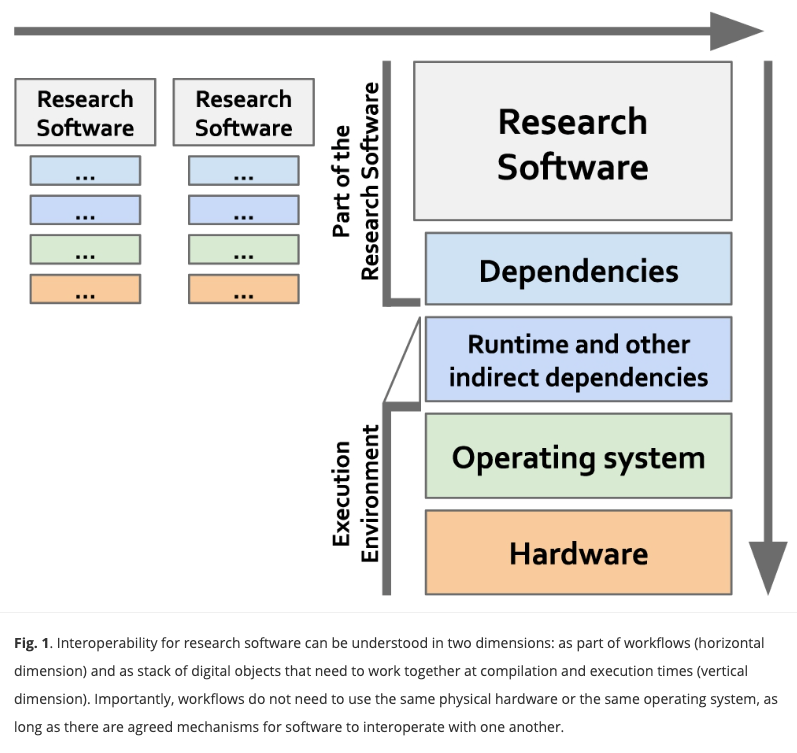 Research
Software
...
...
...
...
Research
Software
...
...
...
...
Part of the
Research Software
Execution
Environment
Research
Software
Dependencies
Runtime and other
indirect dependencies
Operating system
Hardware
Fig. 1. Interoperability for research software can be understood in two dimensions: as part of workflows (horizontal
dimension) and as stack of digital objects that need to work together at compilation and execution times (vertical
dimension). Importantly, workflows do not need to use the same physical hardware or the same operating system, as
long as there are agreed mechanisms for software to interoperate with one another.